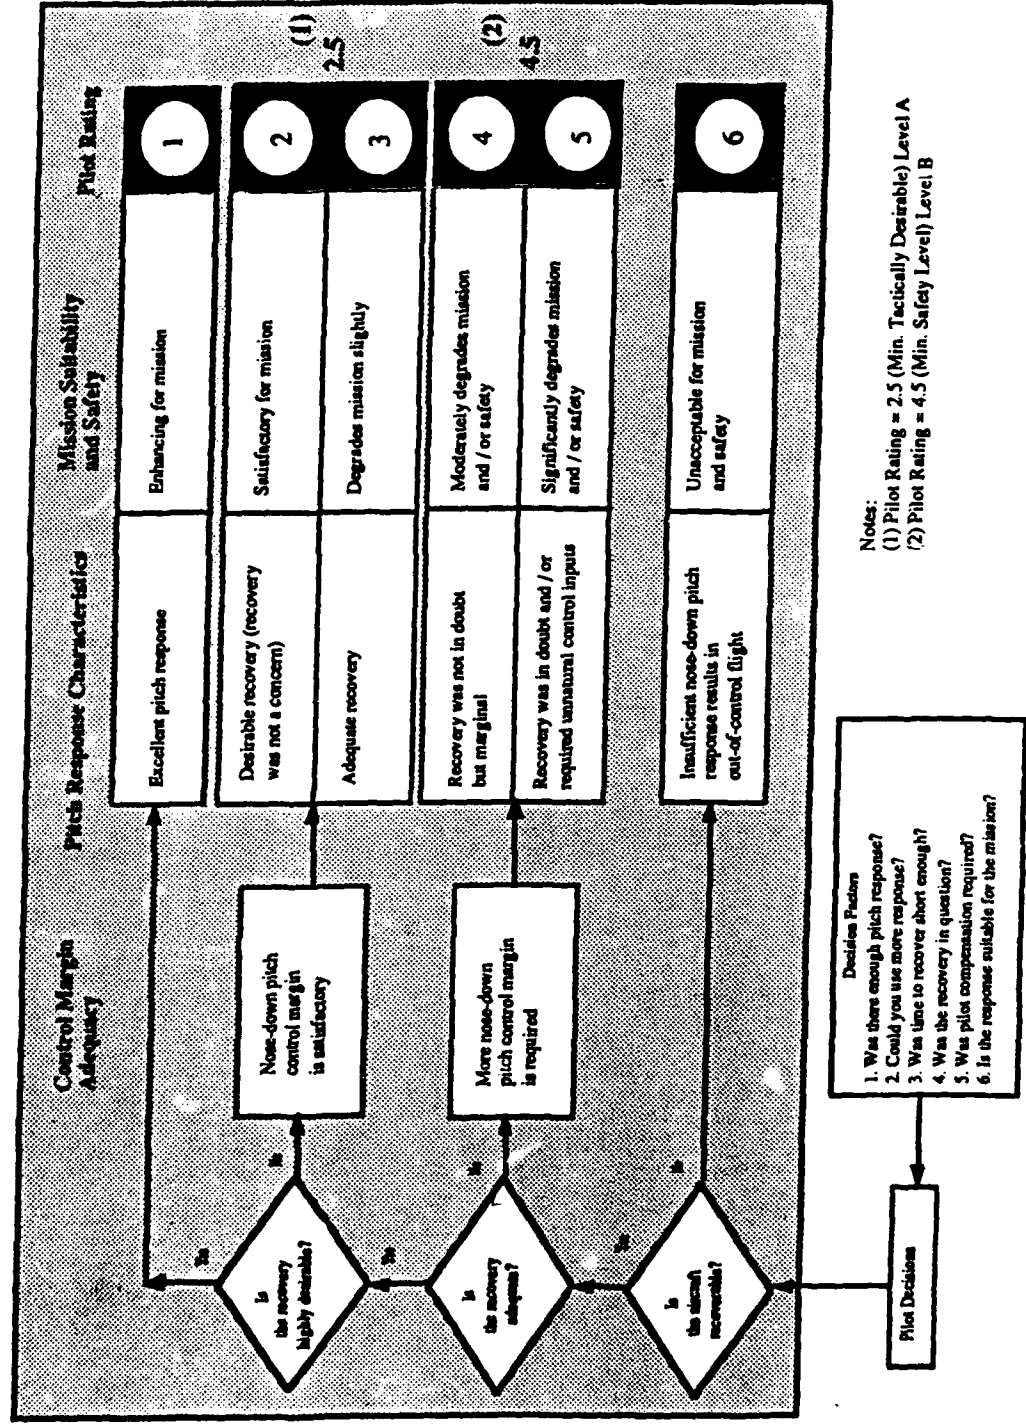 Control Margin
Adequacy
Pitch Response Characteristics
Mission Suitability
and Safety
Pilot Rating
Is
the recovery
highly desirable?
Yes
No
Nose-down pitch
control margin
is satisfactory
Excellent pitch response
Enhancing for mission
1
Desirable recovery (recovery
was not a concern)
Satisfactory for mission
2
(1)
2.5
Adequate recovery
Degrades mission slightly
3
Is
the recovery
adequate?
Yes
No
More nose-down
pitch control margin
is required
Recovery was not in doubt
but marginal
Moderately degrades mission
and / or safety
4
(2)
4.5
Recovery was in doubt and / or
required unnatural control inputs
Significantly degrades mission
and / or safety
5
Is
the aircraft
recoverable?
Yes
No
Insufficient nose-down pitch
response results in
out-of-control flight
Unacceptable for mission
and safety
6
Pilot Decisions
Decision Factors
1. Was there enough pitch response?
2. Could you use more response?
3. Was time to recover short enough?
4. Was the recovery in question?
5. Was pilot compensation required?
6. Is the response suitable for the mission?
Notes:
(1) Pilot Rating = 2.5 (Min. Tactically Desirable) Level A
(2) Pilot Rating = 4.5 (Min. Safety Level) Level B